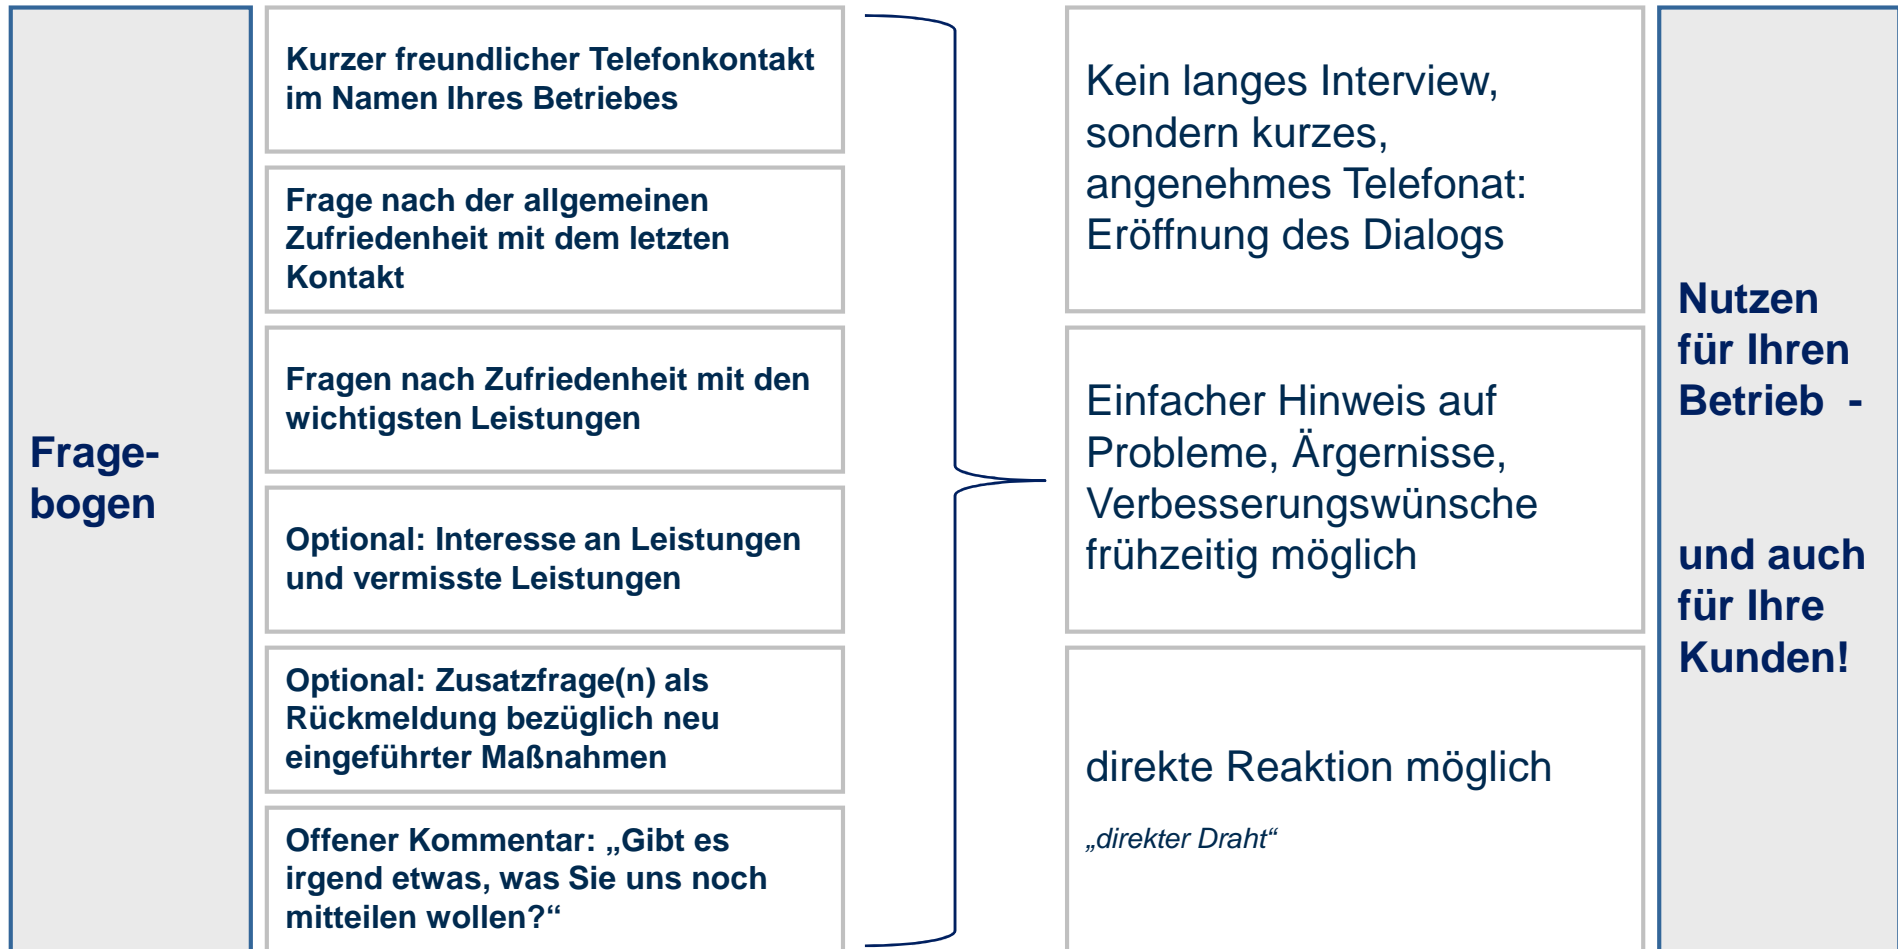 Frage-
bogen
Kurzer freundlicher Telefonkontakt
im Namen Ihres Betriebes
Frage nach der allgemeinen
Zufriedenheit mit dem letzten
Kontakt
Fragen nach Zufriedenheit mit den
wichtigsten Leistungen
Optional: Interesse an Leistungen
und vermisste Leistungen
Optional: Zusatzfrage(n) als
Rückmeldung bezüglich neu
eingeführter Maßnahmen
Offener Kommentar: „Gibt es
irgend etwas, was Sie uns noch
mitteilen wollen?“
Kein langes Interview,
sondern kurzes,
angenehmes Telefonat:
Eröffnung des Dialogs
Einfacher Hinweis auf
Probleme, Ärgernisse,
Verbesserungswünsche
frühzeitig möglich
direkte Reaktion möglich
„direkter Draht“
Nutzen
für Ihren
Betrieb -
und auch
für Ihre
Kunden!